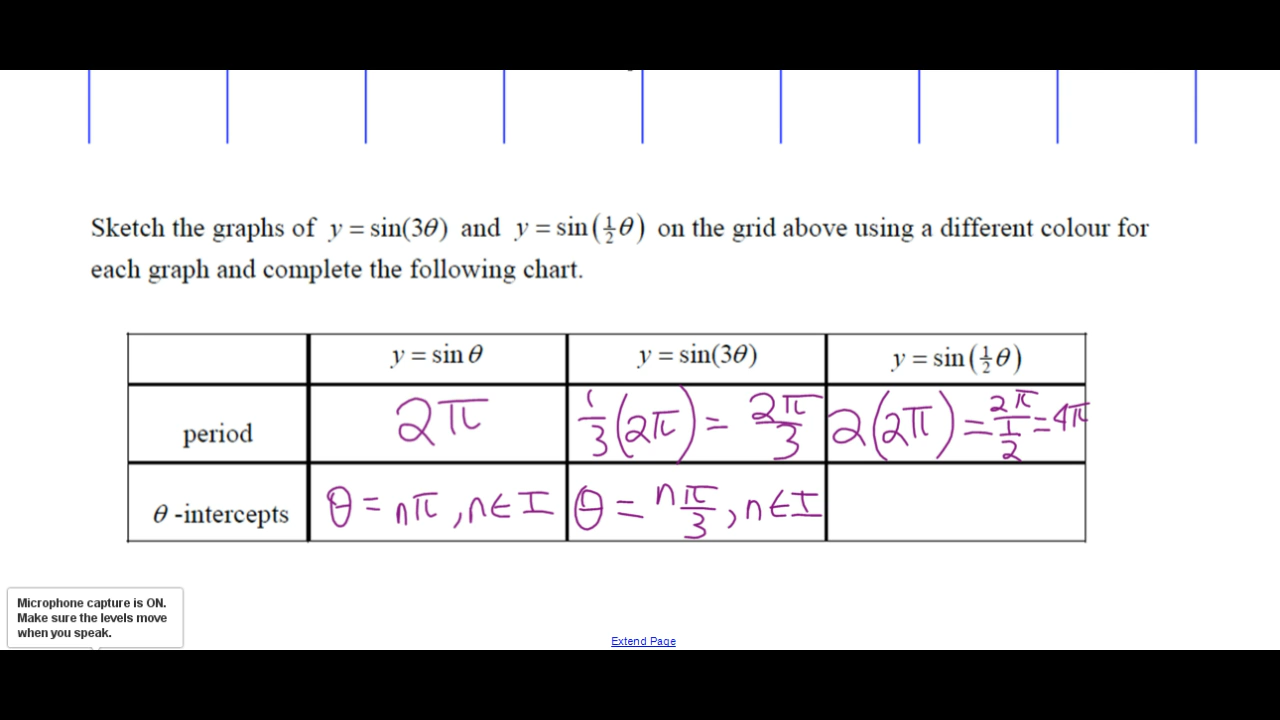 Sketch the graphs of y = sin(3θ) and y = sin(½θ) on the grid above using a different colour for
each graph and complete the following chart.
y = sin θ y = sin(3θ) y = sin(½θ)
period 2π 1/3(2π) = 2π/3 2(2π) = 2π/(1/2) = 4π
θ -intercepts θ = nπ, n∈I θ = nπ/3, n∈I
Microphone capture is ON.
Make sure the levels move
when you speak.
Extend Page